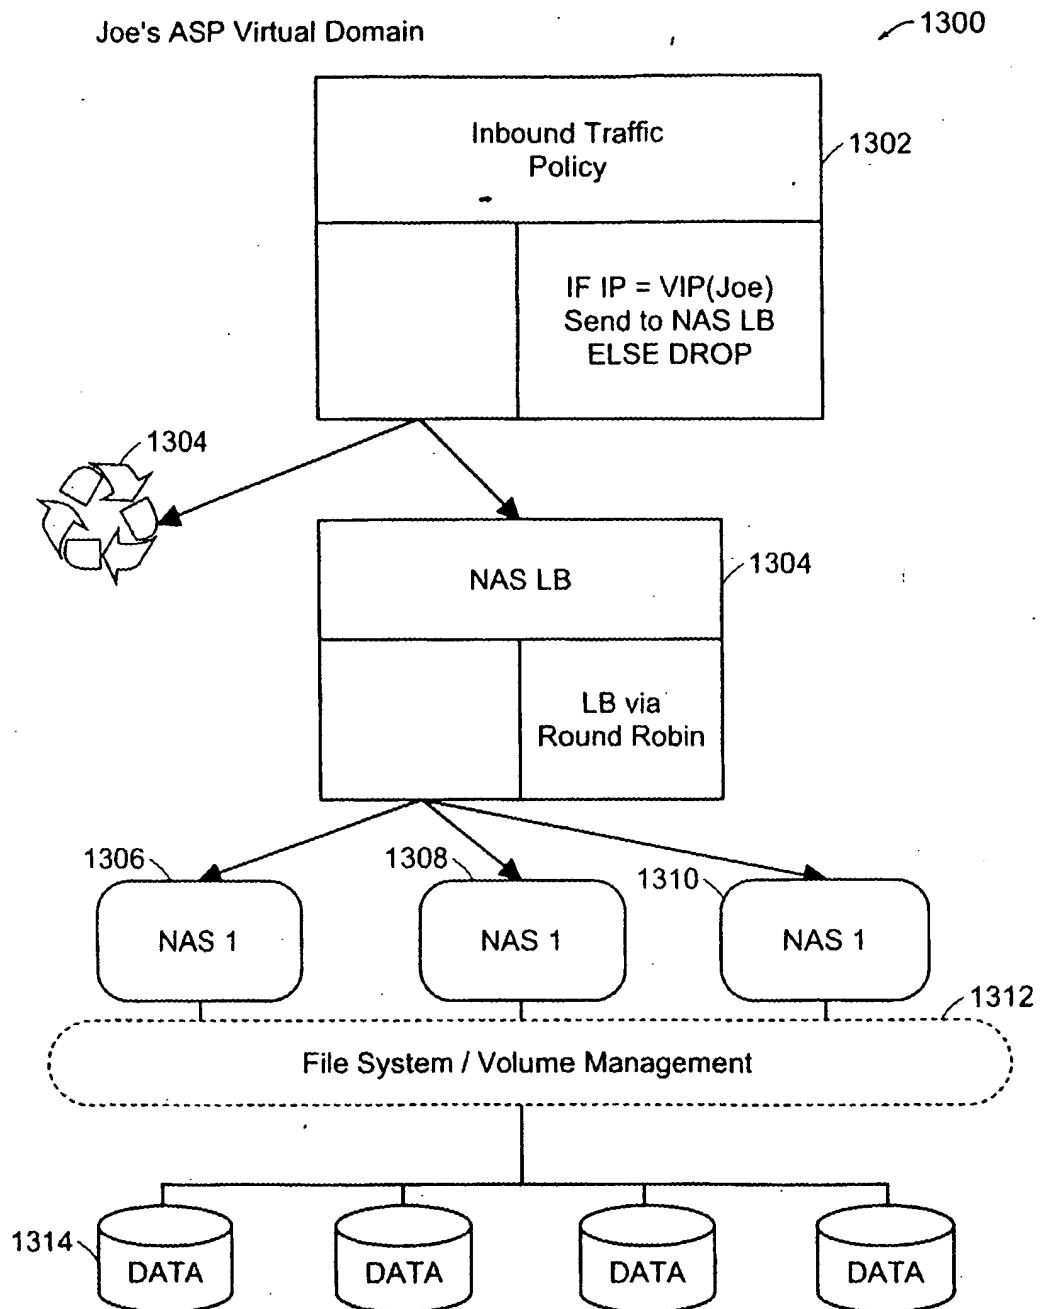 Joe's ASP Virtual Domain
1300
Inbound Traffic
Policy
1302
IF IP = VIP(Joe)
Send to NAS LB
ELSE DROP
1304
NAS LB
1304
LB via
Round Robin
1306
1308
1310
NAS 1
NAS 1
NAS 1
1312
File System / Volume Management
1314
DATA
DATA
DATA
DATA